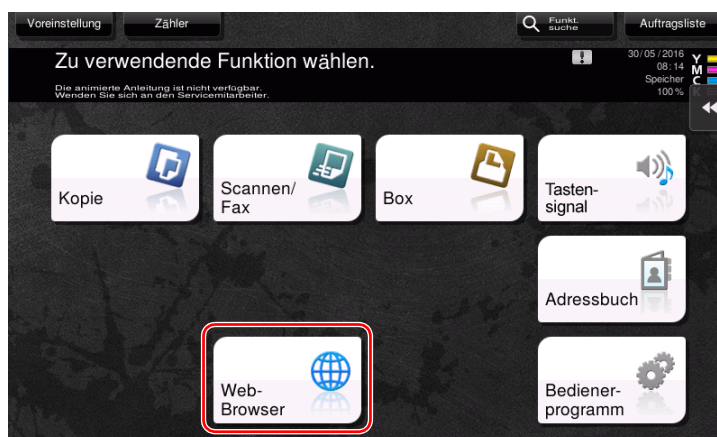 Voreinstellung
Zähler
Funkt.
suche
Auftragsliste
Zu verwendende Funktion wählen.
Die animierte Anleitung ist nicht verfügbar.
Wenden Sie sich an den Servicemitarbeiter.
30/05/2016
08:14
Speicher
100 %
Y
M
C
K
Kopie
Scannen/
Fax
Box
Tasten-
signal
Adressbuch
Web-
Browser
Bediener-
programm